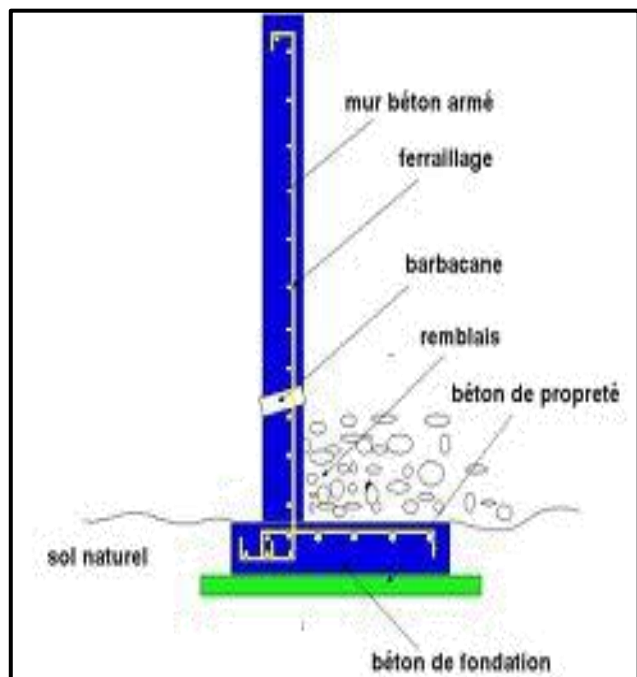 mur béton armé
ferraillage
barbacane
remblais
béton de propreté
sol naturel
béton de fondation